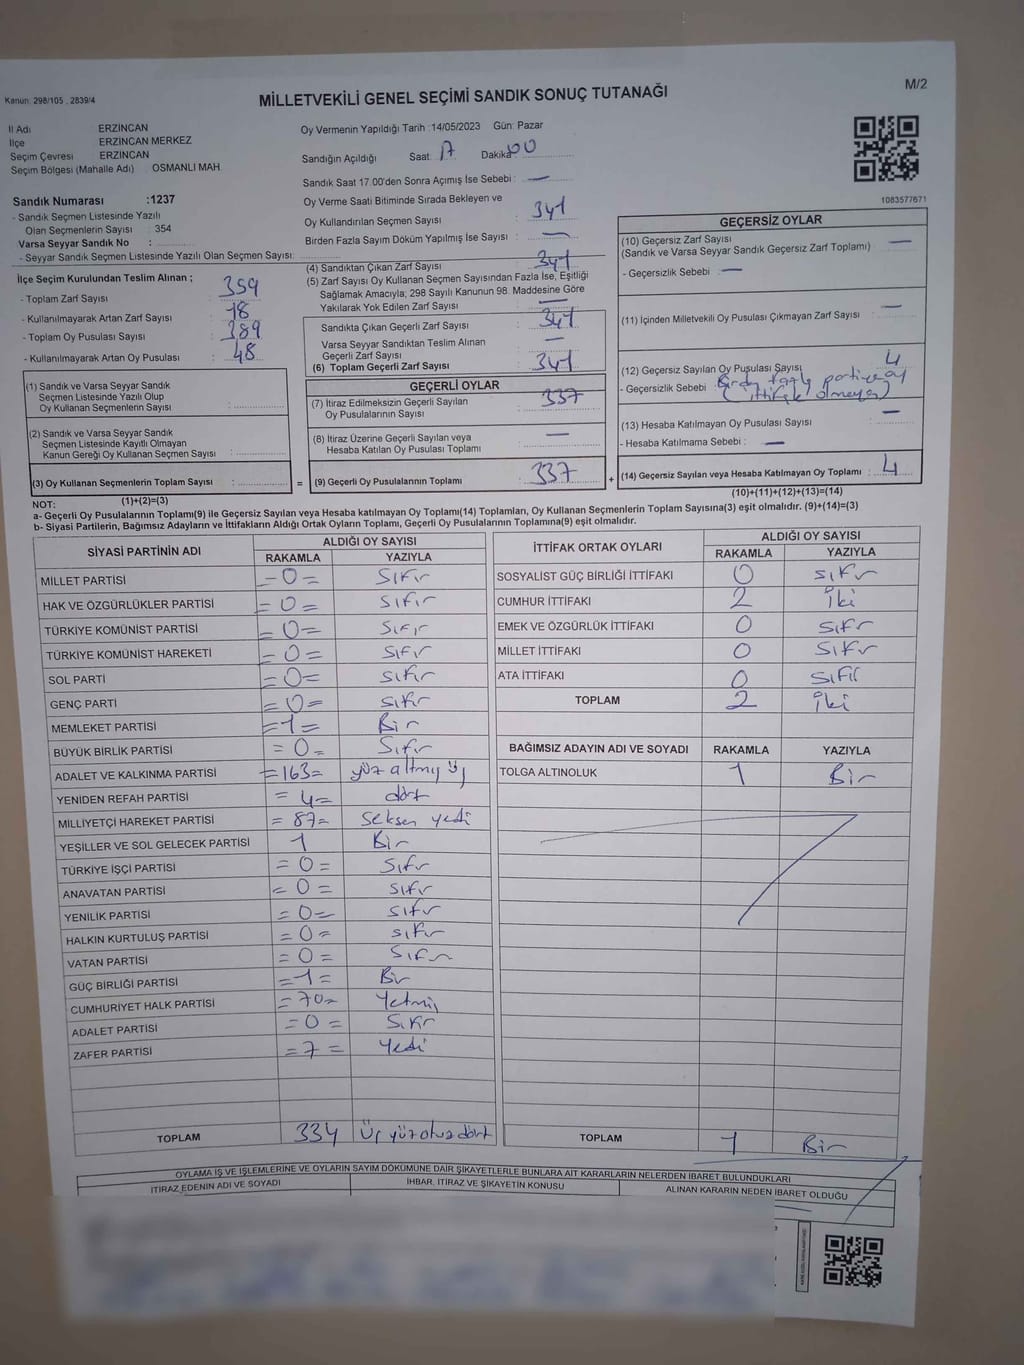 Kanun: 298/105 , 2839/4
MİLLETVEKİLİ GENEL SEÇİMİ SANDIK SONUÇ TUTANAĞI
M/2
İl Adı ERZİNCAN
İlçe ERZİNCAN MERKEZ
Seçim Çevresi ERZİNCAN
Seçim Bölgesi (Mahalle Adı) OSMANLI MAH
Sandık Numarası :1237
- Sandık Seçmen Listesinde Yazılı
Olan Seçmenlerin Sayısı : 354
Varsa Seyyar Sandık No :
- Seyyar Sandık Seçmen Listesinde Yazılı Olan Seçmen Sayısı:
Oy Vermenin Yapıldığı Tarih :14/05/2023 Gün: Pazar
Sandığın Açıldığı Saat 17 Dakika 00
Sandık Saat 17.00'den Sonra Açımış İse Sebebi : —
Oy Verme Saati Bitiminde Sırada Bekleyen ve
Oy Kullandırılan Seçmen Sayısı : 341
Birden Fazla Sayım Döküm Yapılmış İse Sayısı : —
1083577671
İlçe Seçim Kurulundan Teslim Alınan ;
- Toplam Zarf Sayısı : 359
- Kullanılmayarak Artan Zarf Sayısı : 18
- Toplam Oy Pusulası Sayısı : 389
- Kullanılmayarak Artan Oy Pusulası : 48
(4) Sandıktan Çıkan Zarf Sayısı : 341
(5) Zarf Sayısı Oy Kullanan Seçmen Sayısından Fazla İse, Eşitliği
Sağlamak Amacıyla; 298 Sayılı Kanunun 98. Maddesine Göre
Yakılarak Yok Edilen Zarf Sayısı : —
Sandıkta Çıkan Geçerli Zarf Sayısı : 341
Varsa Seyyar Sandıktan Teslim Alınan
Geçerli Zarf Sayısı : —
(6) Toplam Geçerli Zarf Sayısı : 341
GEÇERSİZ OYLAR
(10) Geçersiz Zarf Sayısı
(Sandık ve Varsa Seyyar Sandık Geçersiz Zarf Toplamı) : —
- Geçersizlik Sebebi : —
(11) İçinden Milletvekili Oy Pusulası Çıkmayan Zarf Sayısı : —
(12) Geçersiz Sayılan Oy Pusulası Sayısı : 4
- Geçersizlik Sebebi : Birden fazla partiye oy
(ittifak olmayan)
(13) Hesaba Katılmayan Oy Pusulası Sayısı : —
- Hesaba Katılmama Sebebi : —
(14) Geçersiz Sayılan veya Hesaba Katılmayan Oy Toplamı : 4
(10)+(11)+(12)+(13)=(14)
(1) Sandık ve Varsa Seyyar Sandık
Seçmen Listesinde Yazılı Olup
Oy Kullanan Seçmenlerin Sayısı :
(2) Sandık ve Varsa Seyyar Sandık
Seçmen Listesinde Kayıtlı Olmayan
Kanun Gereği Oy Kullanan Seçmen Sayısı :
(3) Oy Kullanan Seçmenlerin Toplam Sayısı :
(1)+(2)=(3)
GEÇERLİ OYLAR
(7) İtiraz Edilmeksizin Geçerli Sayılan
Oy Pusulalarının Sayısı : 337
(8) İtiraz Üzerine Geçerli Sayılan veya
Hesaba Katılan Oy Pusulası Toplamı : —
= (9) Geçerli Oy Pusulalarının Toplamı : 337 +
NOT:
a- Geçerli Oy Pusulalarının Toplamı(9) ile Geçersiz Sayılan veya Hesaba katılmayan Oy Toplamı(14) Toplamları, Oy Kullanan Seçmenlerin Toplam Sayısına(3) eşit olmalıdır. (9)+(14)=(3)
b- Siyasi Partilerin, Bağımsız Adayların ve İttifakların Aldığı Ortak Oyların Toplamı, Geçerli Oy Pusulalarının Toplamına(9) eşit olmalıdır.
SİYASİ PARTİNİN ADI ALDIĞI OY SAYISI
RAKAMLA YAZIYLA
MİLLET PARTİSİ =0= Sıfır
HAK VE ÖZGÜRLÜKLER PARTİSİ =0= Sıfır
TÜRKİYE KOMÜNİST PARTİSİ =0= Sıfır
TÜRKİYE KOMÜNİST HAREKETİ =0= Sıfır
SOL PARTİ =0= Sıfır
GENÇ PARTİ =0= Sıfır
MEMLEKET PARTİSİ =1= Bir
BÜYÜK BİRLİK PARTİSİ =0= Sıfır
ADALET VE KALKINMA PARTİSİ =163= yüz altmış üç
YENİDEN REFAH PARTİSİ =4= dört
MİLLİYETÇİ HAREKET PARTİSİ =87= Seksen yedi
YEŞİLLER VE SOL GELECEK PARTİSİ 1 Bir
TÜRKİYE İŞÇİ PARTİSİ =0= Sıfır
ANAVATAN PARTİSİ =0= Sıfır
YENİLİK PARTİSİ =0= Sıfır
HALKIN KURTULUŞ PARTİSİ =0= Sıfır
VATAN PARTİSİ =0= Sıfır
GÜÇ BİRLİĞİ PARTİSİ =1= Bir
CUMHURİYET HALK PARTİSİ =70= Yetmiş
ADALET PARTİSİ =0= Sıfır
ZAFER PARTİSİ =7= Yedi
TOPLAM 334 Üç yüz otuz dört
İTTİFAK ORTAK OYLARI ALDIĞI OY SAYISI
RAKAMLA YAZIYLA
SOSYALİST GÜÇ BİRLİĞİ İTTİFAKI 0 Sıfır
CUMHUR İTTİFAKI 2 İki
EMEK VE ÖZGÜRLÜK İTTİFAKI 0 Sıfır
MİLLET İTTİFAKI 0 Sıfır
ATA İTTİFAKI 0 Sıfır
TOPLAM 2 İki
BAĞIMSIZ ADAYIN ADI VE SOYADI RAKAMLA YAZIYLA
TOLGA ALTINOLUK 1 Bir
TOPLAM 1 Bir
OYLAMA İŞ VE İŞLEMLERİNE VE OYLARIN SAYIM DÖKÜMÜNE DAİR ŞİKAYETLERLE BUNLARA AİT KARARLARIN NELERDEN İBARET BULUNDUKLARI
İTİRAZ EDENİN ADI VE SOYADI İHBAR, İTİRAZ VE ŞİKAYETİN KONUSU ALINAN KARARIN NEDEN İBARET OLDUĞU